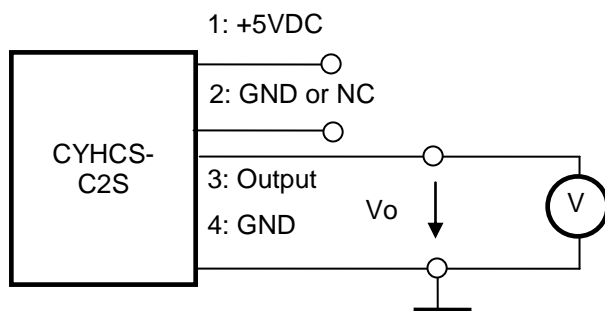 1: +5VDC
2: GND or NC
CYHCS-
C2S
3: Output
4: GND
Vo
V